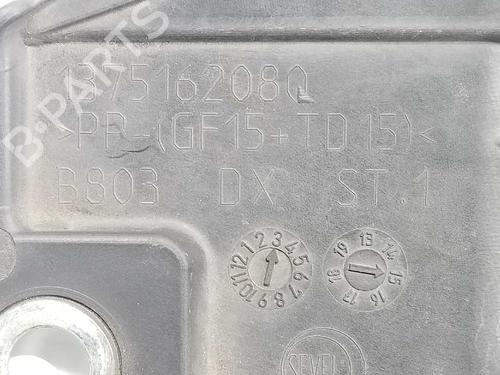 1375162080
>PP-(GF15+TD15)<
B803 DX ST.1
1 2 3 4 5 6 7 8 9 10 11 12
13 14 15 16 17 18 19
SEVEL
B-PARTS